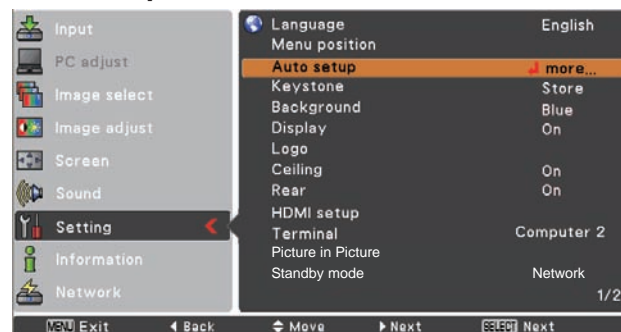 Input
PC adjust
Image select
Image adjust
Screen
Sound
Setting
Information
Network
Language English
Menu position
Auto setup more...
Keystone Store
Background Blue
Display On
Logo
Ceiling On
Rear On
HDMI setup
Terminal Computer 2
Picture in Picture
Standby mode Network
1/2
MENU Exit Back Move Next SELECT Next